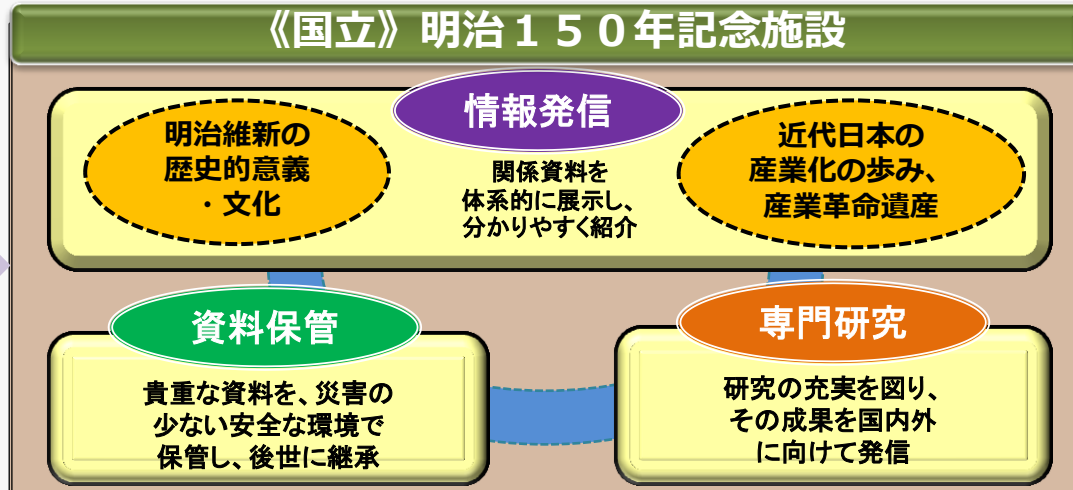 《国立》明治１５０年記念施設
情報発信
明治維新の
歴史的意義
・文化
関係資料を
体系的に展示し、
分かりやすく紹介
近代日本の
産業化の歩み、
産業革命遺産
資料保管
貴重な資料を、災害の
少ない安全な環境で
保管し、後世に継承
専門研究
研究の充実を図り、
その成果を国内外
に向けて発信